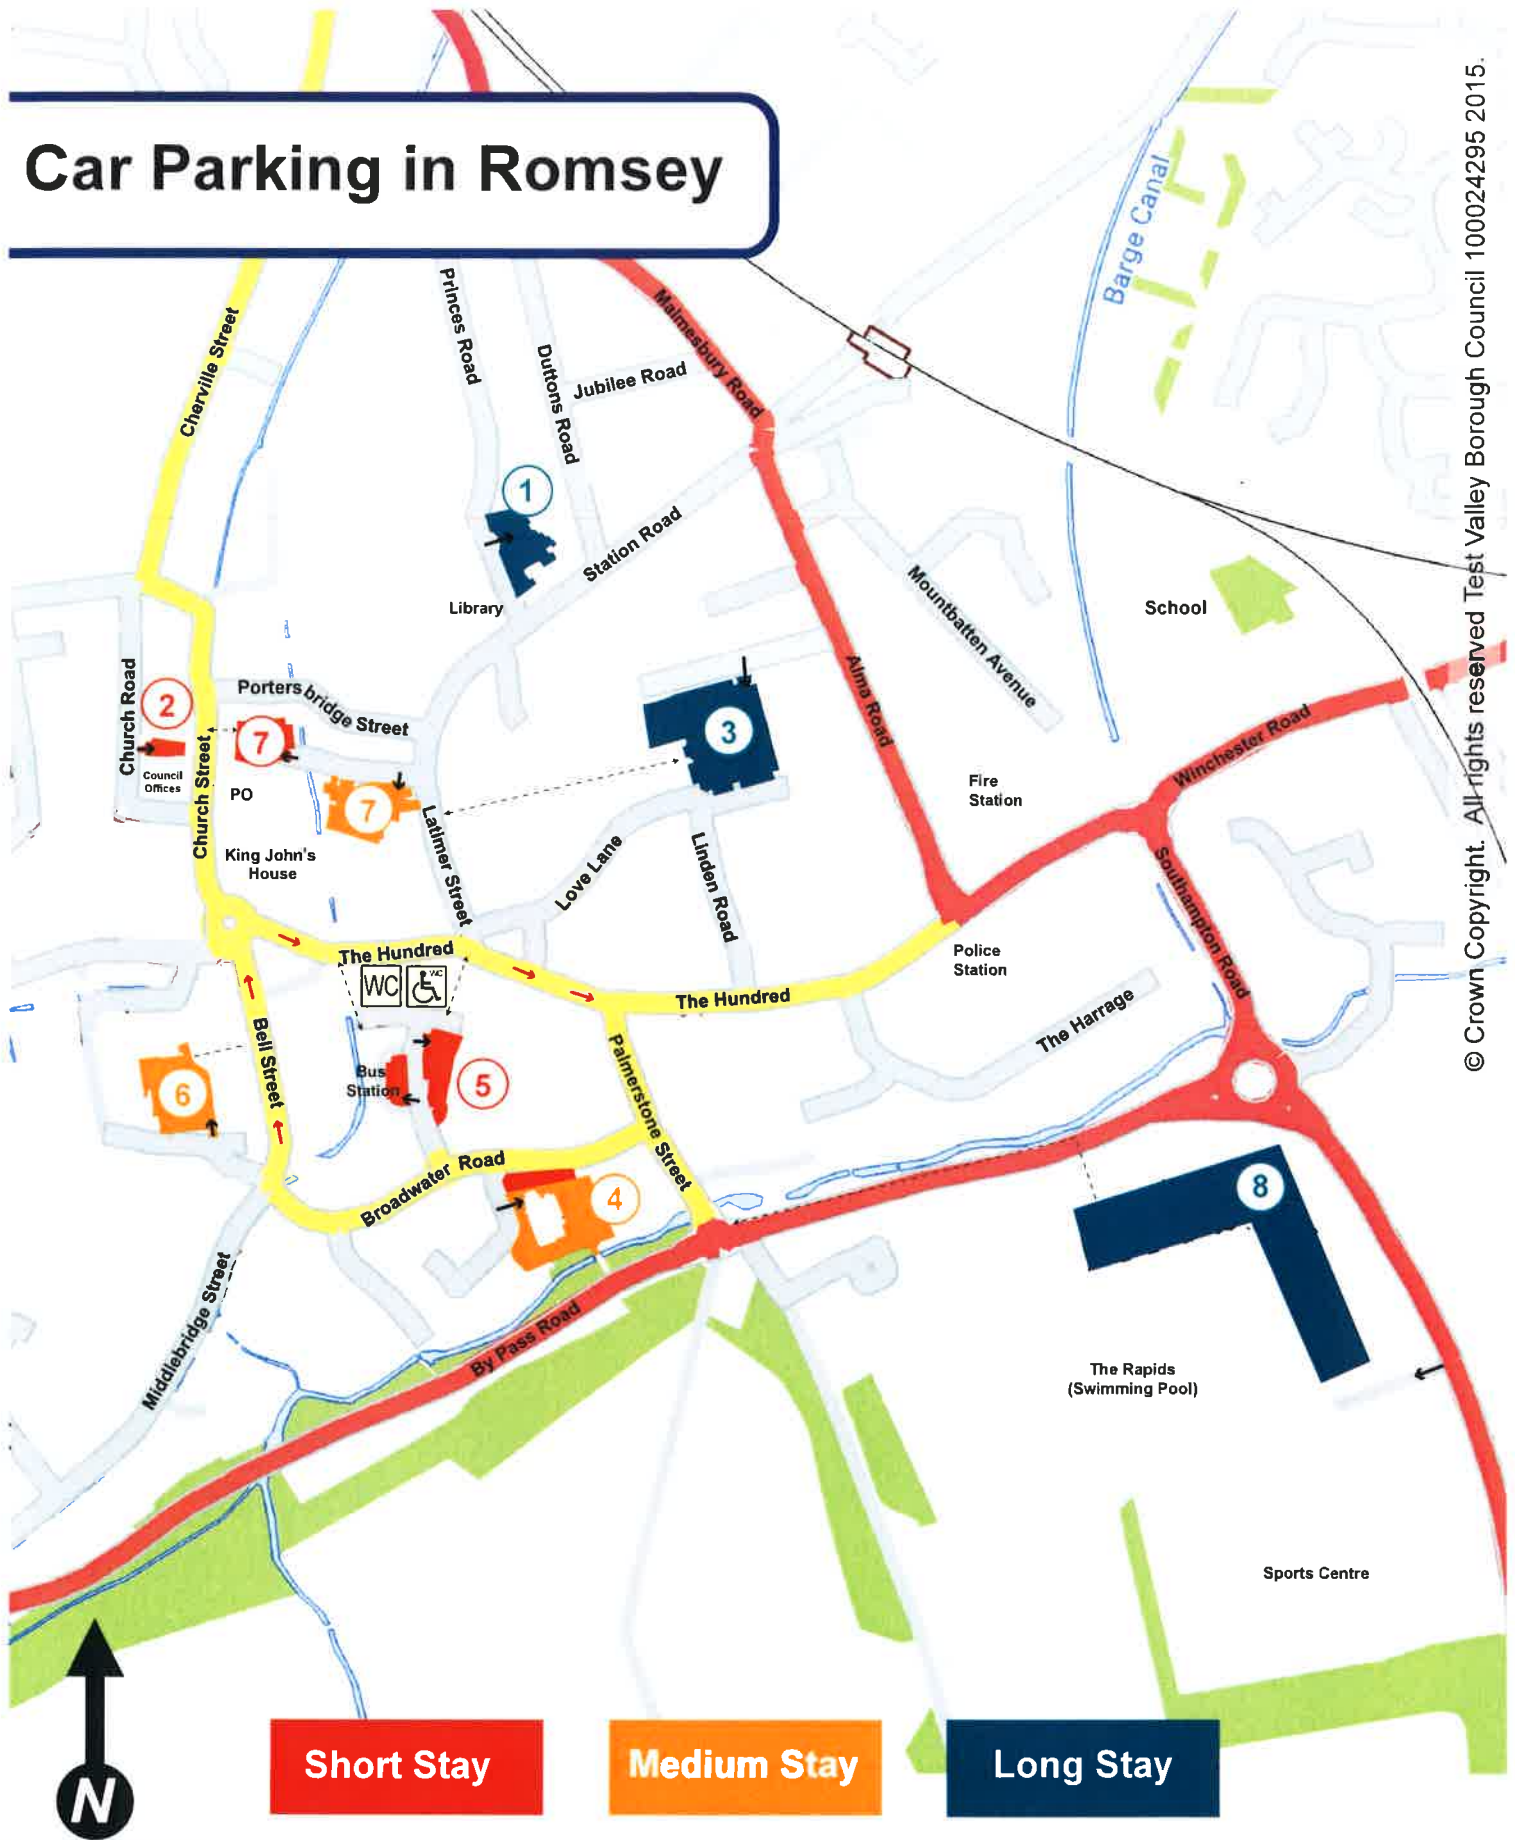 Car Parking in Romsey
© Crown Copyright. All rights reserved Test Valley Borough Council 100024295 2015.
Barge Canal
Cherville Street
Princes Road
Duttons Road
Jubilee Road
Malmesbury Road
1
Station Road
Library
Mountbatten Avenue
School
Church Road
2
Porters bridge Street
7
Council
Offices
Church Street
PO
7
3
Alma Road
Winchester Road
Fire
Station
King John's
House
Latimer Street
Love Lane
Linden Road
Southampton Road
The Hundred
WC
WC
The Hundred
Police
Station
The Harrage
Bell Street
Bus
Station
5
6
Palmerstone Street
Broadwater Road
4
8
Middlebridge Street
By Pass Road
The Rapids
(Swimming Pool)
Sports Centre
N
Short Stay
Medium Stay
Long Stay